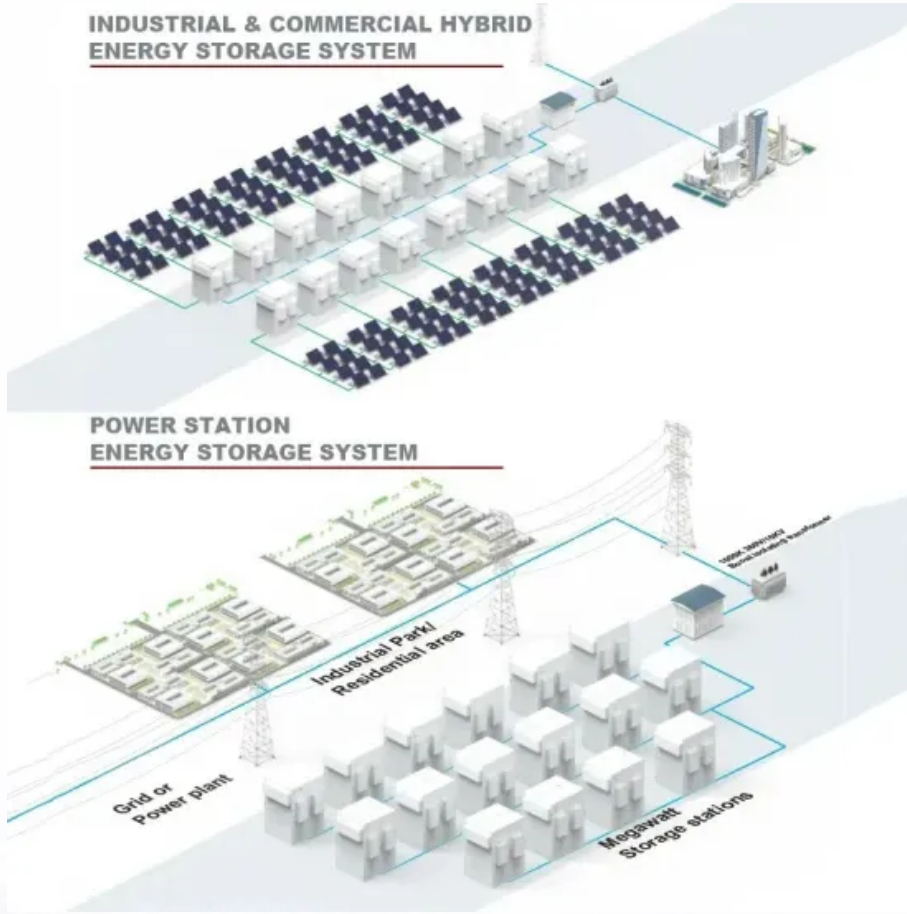 INDUSTRIAL & COMMERCIAL HYBRID
ENERGY STORAGE SYSTEM
POWER STATION
ENERGY STORAGE SYSTEM
Industrial Park/
Residential area
Grid or
Power plant
Megawatt
Storage stations